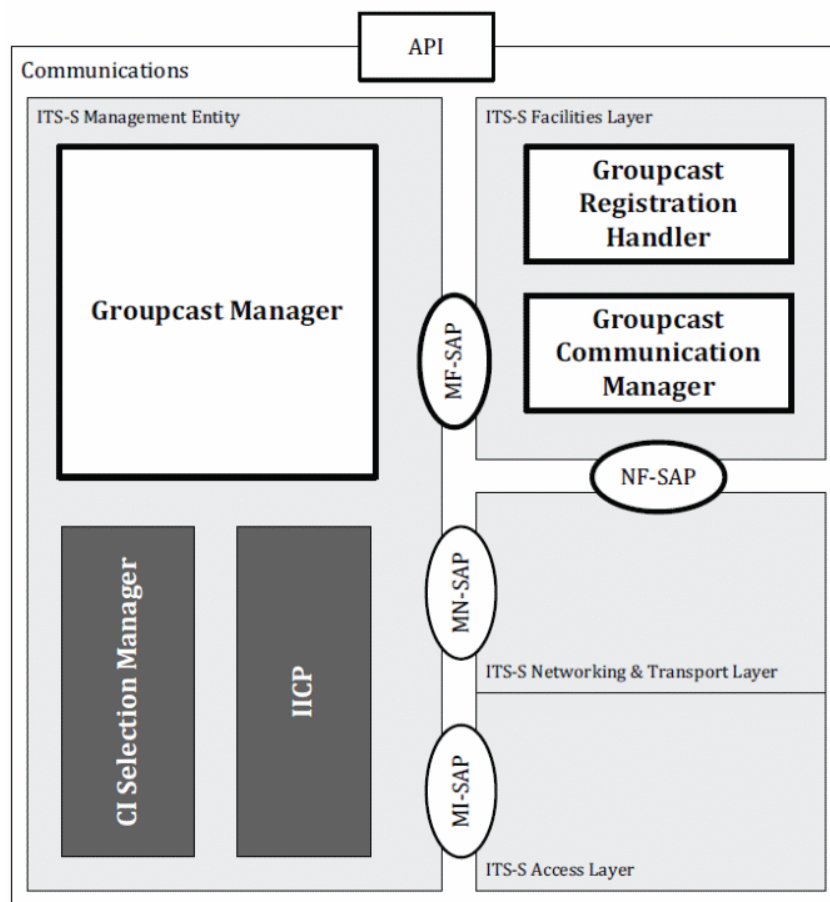 API
Communications
ITS-S Management Entity
Groupcast Manager
CI Selection Manager
IICP
MF-SAP
MN-SAP
MI-SAP
ITS-S Facilities Layer
Groupcast
Registration
Handler
Groupcast
Communication
Manager
NF-SAP
ITS-S Networking & Transport Layer
ITS-S Access Layer